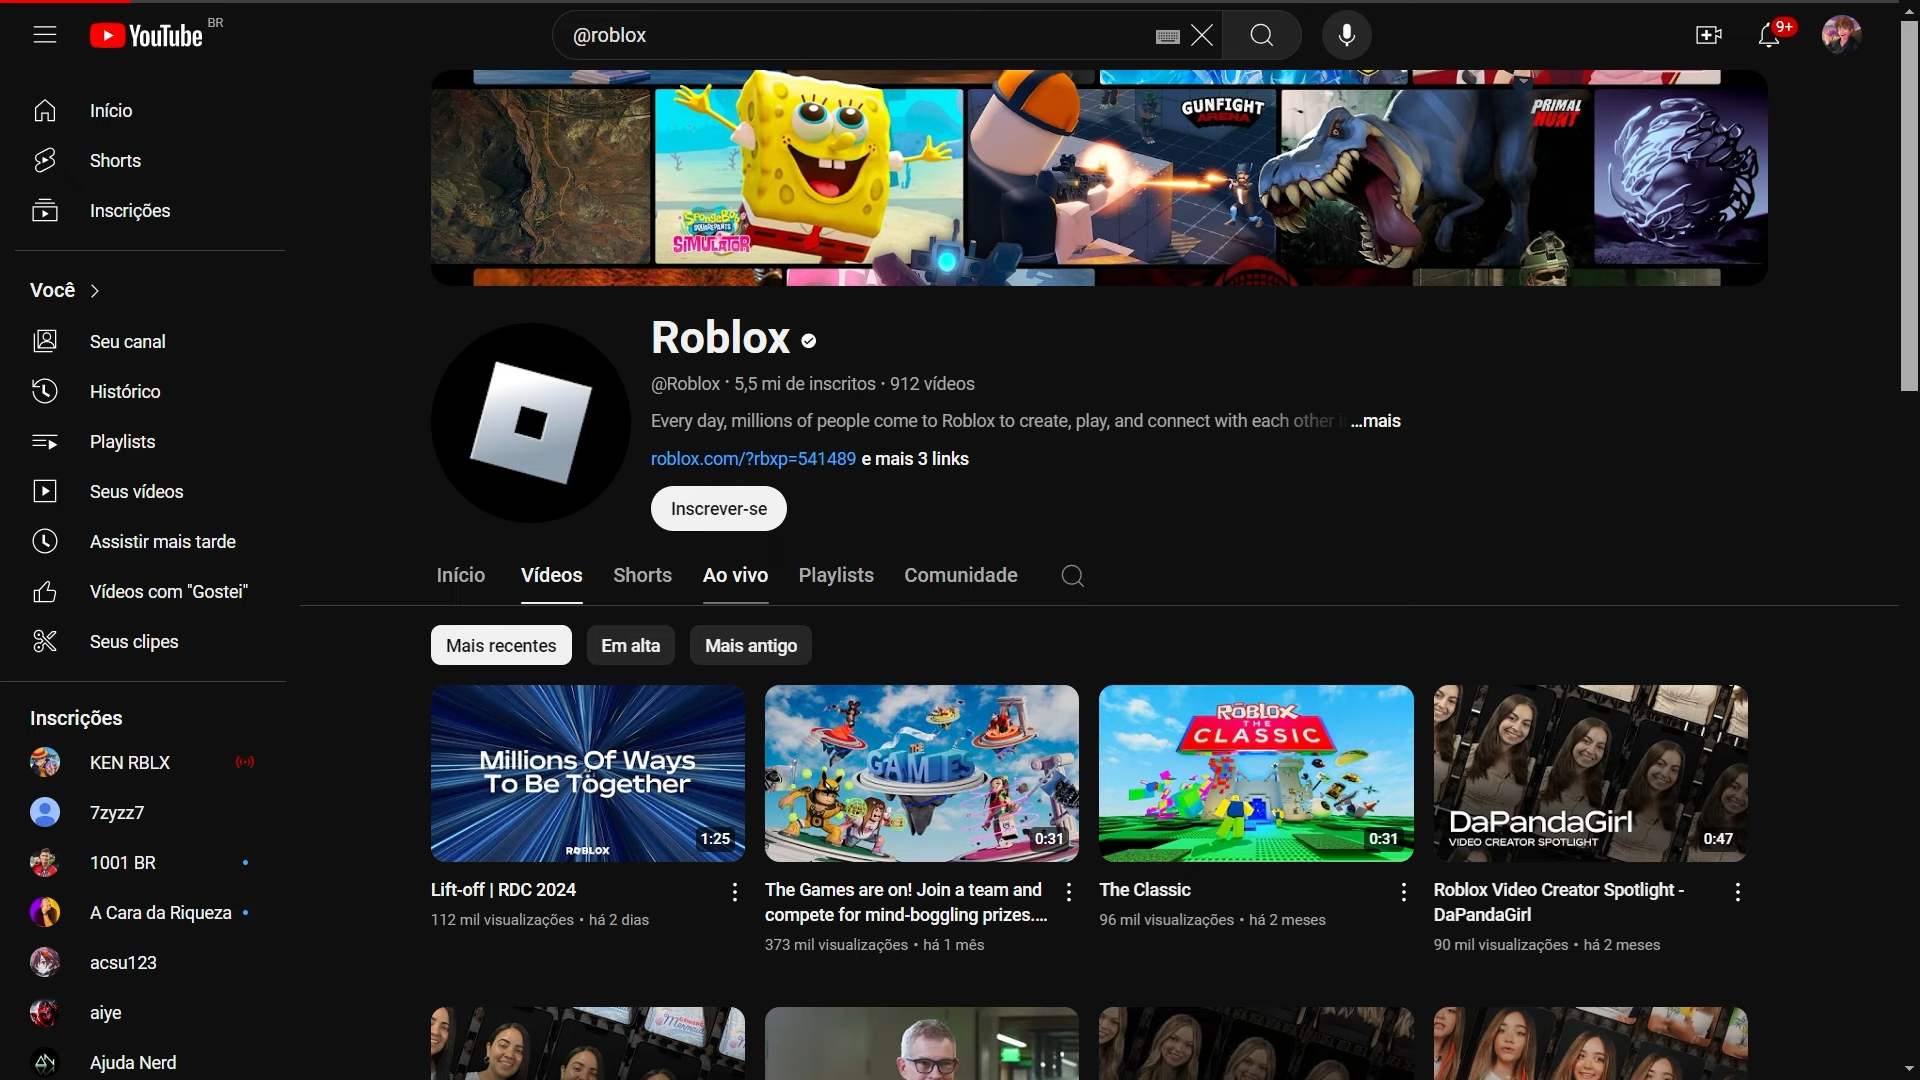 YouTube BR
@roblox
9+
Início
Shorts
Inscrições
Você
Seu canal
Histórico
Playlists
Seus vídeos
Assistir mais tarde
Vídeos com "Gostei"
Seus clipes
Inscrições
KEN RBLX
7zyzz7
1001 BR
A Cara da Riqueza
acsu123
aiye
Ajuda Nerd
SpongeBob
SQUAREPANTS
SIMULATOR
GUNFIGHT
ARENA
PRIMAL
HUNT
Roblox
@Roblox · 5,5 mi de inscritos · 912 vídeos
Every day, millions of people come to Roblox to create, play, and connect with each other ...mais
roblox.com/?rbxp=541489 e mais 3 links
Inscrever-se
Início Vídeos Shorts Ao vivo Playlists Comunidade
Mais recentes Em alta Mais antigo
Millions Of Ways
To Be Together
ROBLOX
1:25
Lift-off | RDC 2024
112 mil visualizações • há 2 dias
THE
GAMES
0:31
The Games are on! Join a team and
compete for mind-boggling prizes....
373 mil visualizações • há 1 mês
ROBLOX
THE
CLASSIC
0:31
The Classic
96 mil visualizações • há 2 meses
DaPandaGirl
VIDEO CREATOR SPOTLIGHT
0:47
Roblox Video Creator Spotlight -
DaPandaGirl
90 mil visualizações • há 2 meses